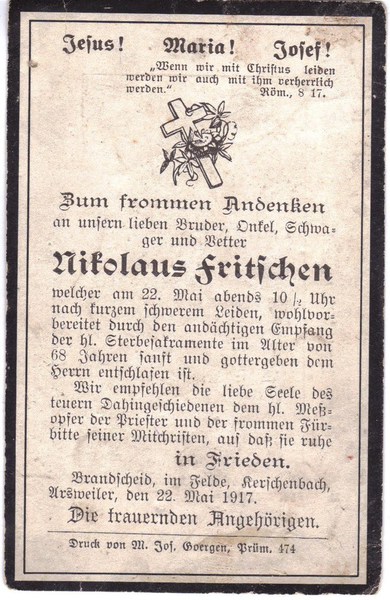 Jesus! Maria! Josef!
„Wenn wir mit Christus leiden
werden wir auch mit ihm verherrlich
werden.“ Röm., 8 17.
Zum frommen Andenken
an unsern lieben Bruder, Onkel, Schwa-
ger und Vetter
Nikolaus Fritschen
welcher am 22. Mai abends 10 ½ Uhr
nach kurzem schwerem Leiden, wohlvor-
bereitet durch den andächtigen Empfang
der hl. Sterbesakramente im Alter von
68 Jahren sanft und gottergeben dem
Herrn entschlafen ist.
Wir empfehlen die liebe Seele des
teuern Dahingeschiedenen dem hl. Meß-
opfer der Priester und der frommen Für-
bitte seiner Mitchristen, auf daß sie ruhe
in Frieden.
Brandscheid, im Felde, Kerschenbach,
Arsweiler, den 22. Mai 1917.
Die trauernden Angehörigen.
Druck von M. Jos. Goergen, Prüm. 474